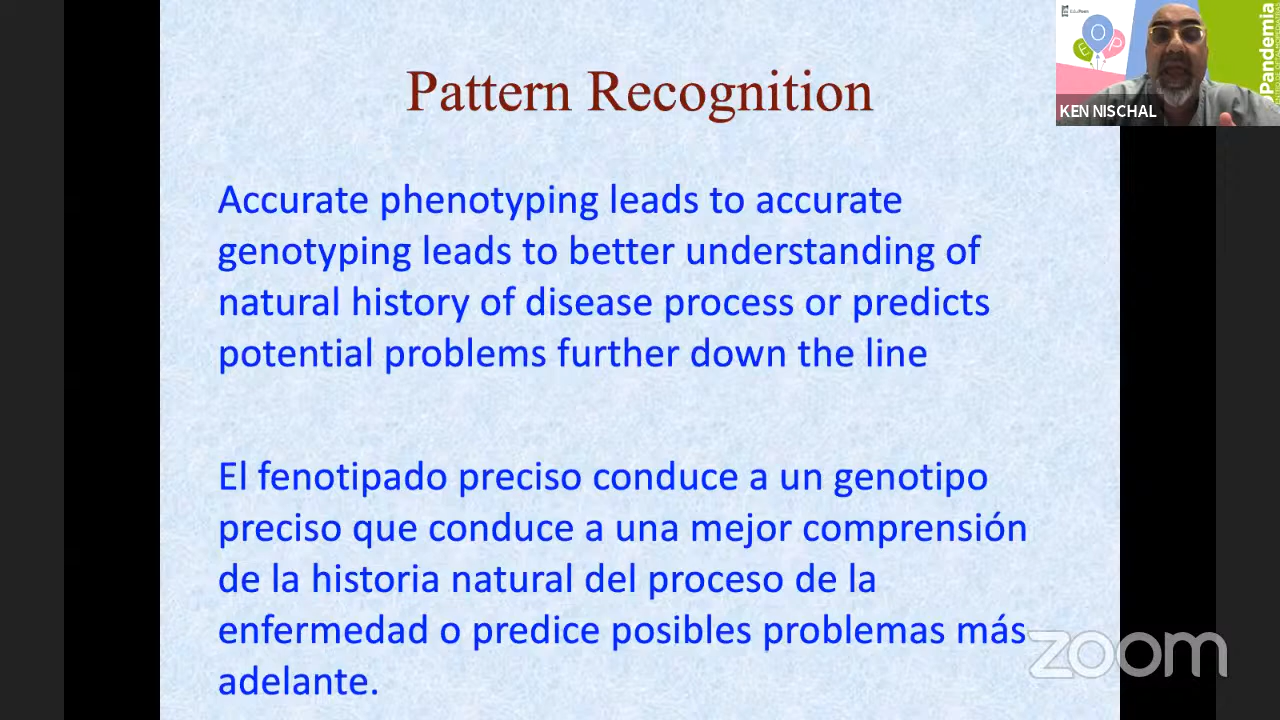 Pattern Recognition
Accurate phenotyping leads to accurate
genotyping leads to better understanding of
natural history of disease process or predicts
potential problems further down the line
El fenotipado preciso conduce a un genotipo
preciso que conduce a una mejor comprensión
de la historia natural del proceso de la
enfermedad o predice posibles problemas más
adelante.
E O P
KEN NISCHAL
Pandemia
zoom